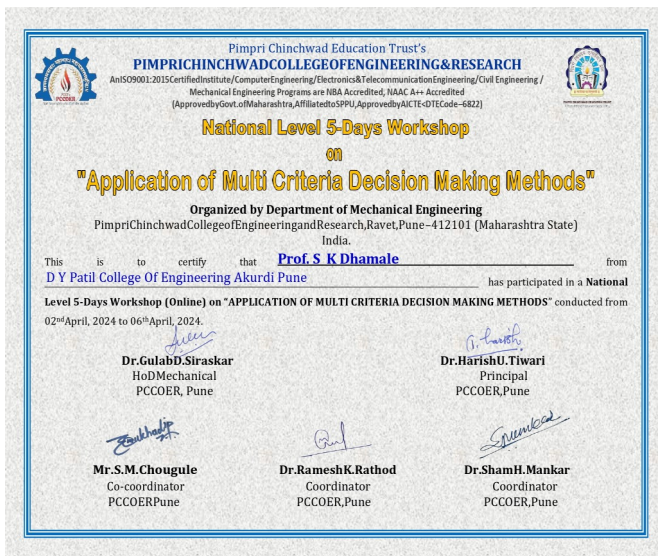 Pimpri Chinchwad Education Trust's
PIMPRICHINCHWADCOLLEGEOFENGINEERING&RESEARCH
AnISO9001:2015CertifiedInstitute/ComputerEngineering/Electronics&TelecommunicationEngineering/Civil Engineering /
Mechanical Engineering Programs are NBA Accredited, NAAC A++ Accredited
(ApprovedbyGovt.ofMaharashtra,AffiliatedtoSPPU,ApprovedbyAICTE<DTECode–6822)
PCCOER
National Level 5-Days Workshop
on
"Application of Multi Criteria Decision Making Methods"
Organized by Department of Mechanical Engineering
PimpriChinchwadCollegeofEngineeringandResearch,Ravet,Pune–412101 (Maharashtra State)
India.
This is to certify that Prof. S K Dhamale from
D Y Patil College Of Engineering Akurdi Pune has participated in a National
Level 5-Days Workshop (Online) on “APPLICATION OF MULTI CRITERIA DECISION MAKING METHODS” conducted from
02ndApril, 2024 to 06thApril, 2024.
Dr.GulabD.Siraskar
HoDMechanical
PCCOER, Pune
Dr.HarishU.Tiwari
Principal
PCCOER,Pune
Mr.S.M.Chougule
Co-coordinator
PCCOERPune
Dr.RameshK.Rathod
Coordinator
PCCOER,Pune
Dr.ShamH.Mankar
Coordinator
PCCOER,Pune